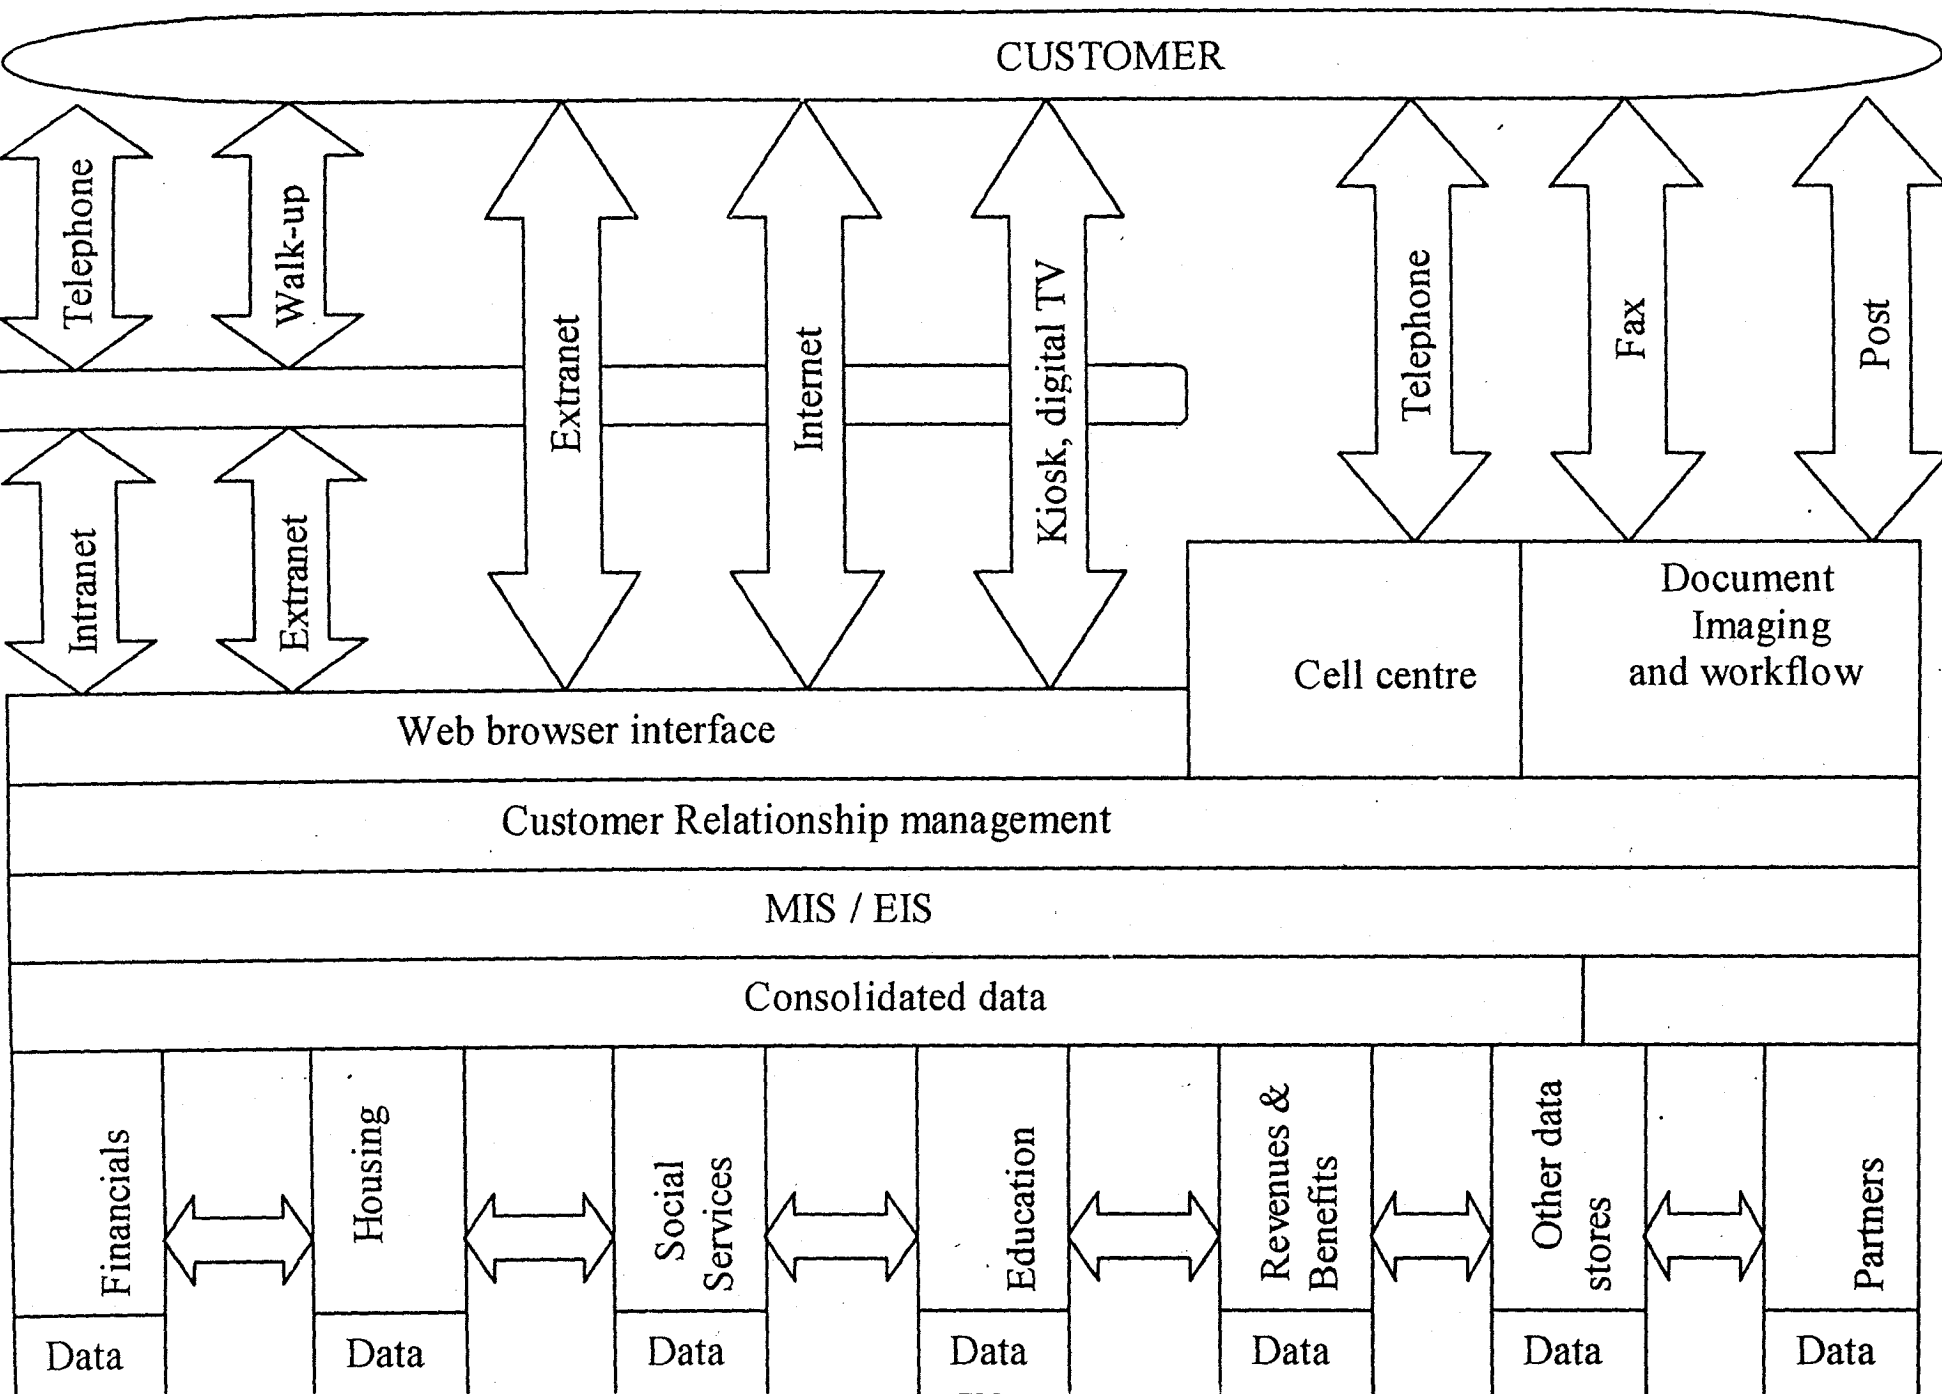 CUSTOMER
Telephone
Walk-up
Extranet
Internet
Kiosk, digital TV
Telephone
Fax
Post
Intranet
Extranet
Document
Imaging
and workflow
Cell centre
Web browser interface
Customer Relationship management
MIS / EIS
Consolidated data
Financials
Housing
Social
Services
Education
Revenues &
Benefits
Other data
stores
Partners
Data
Data
Data
Data
Data
Data
Data